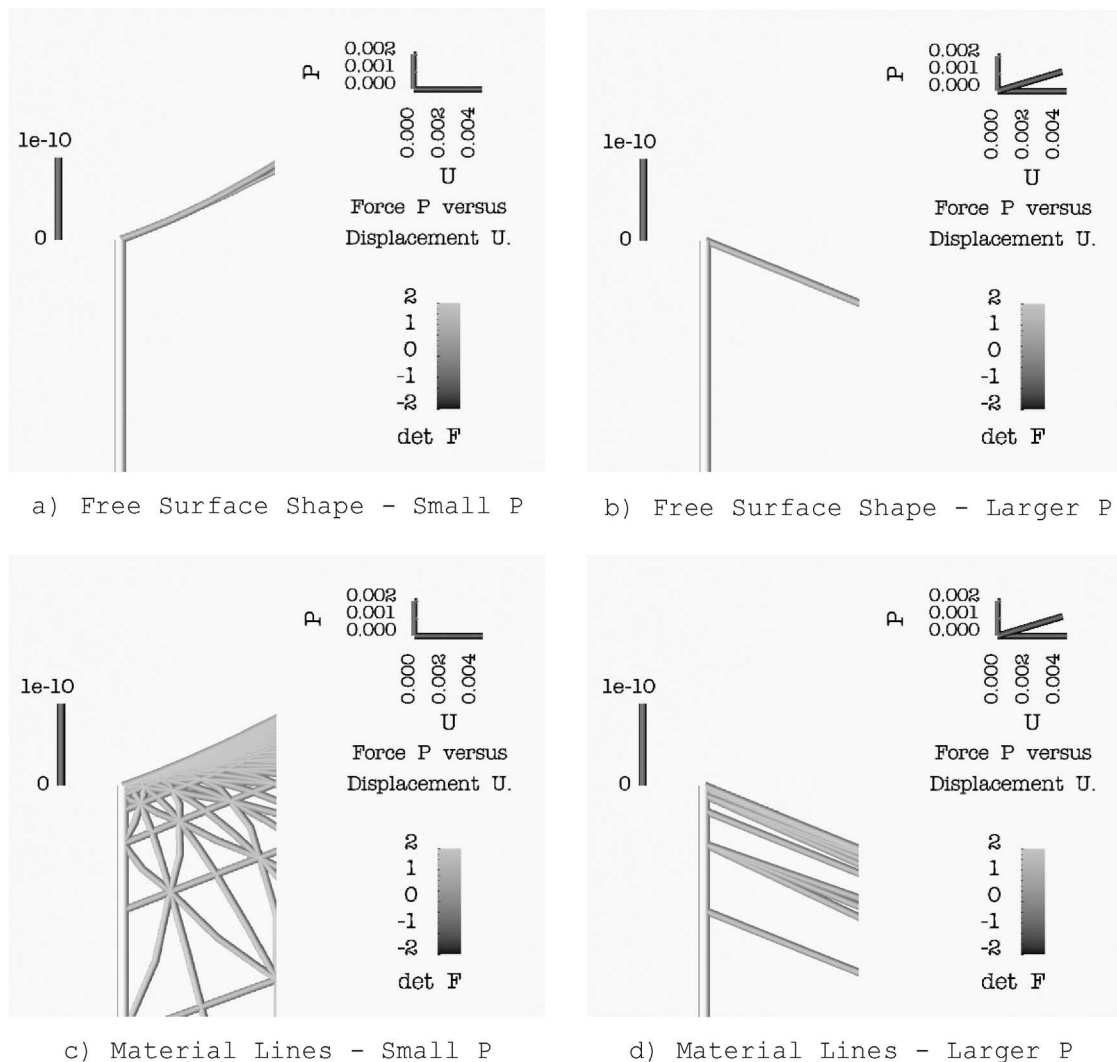 P
0.002
0.001
0.000
0.000
0.002
0.004
U
Force P versus
Displacement U.
1e-10
0
2
1
0
-1
-2
det F
a) Free Surface Shape - Small P
P
0.002
0.001
0.000
0.000
0.002
0.004
U
Force P versus
Displacement U.
1e-10
0
2
1
0
-1
-2
det F
b) Free Surface Shape - Larger P
P
0.002
0.001
0.000
0.000
0.002
0.004
U
Force P versus
Displacement U.
1e-10
0
2
1
0
-1
-2
det F
c) Material Lines - Small P
P
0.002
0.001
0.000
0.000
0.002
0.004
U
Force P versus
Displacement U.
1e-10
0
2
1
0
-1
-2
det F
d) Material Lines - Larger P